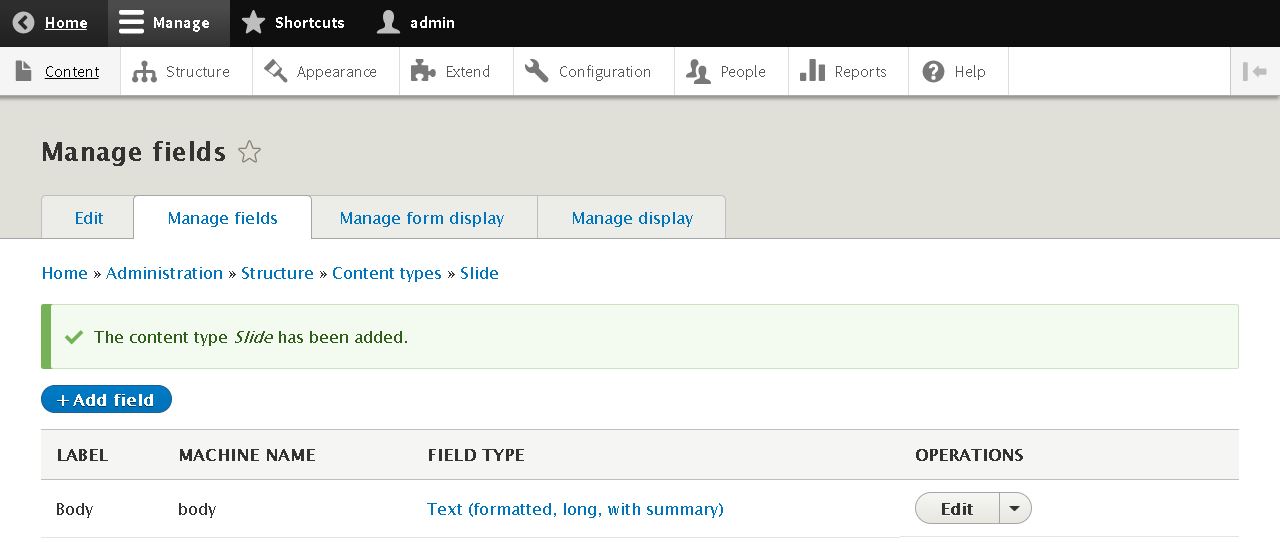 Home Manage Shortcuts admin
Content Structure Appearance Extend Configuration People Reports Help
Manage fields
Edit Manage fields Manage form display Manage display
Home » Administration » Structure » Content types » Slide
The content type Slide has been added.
+ Add field
LABEL MACHINE NAME FIELD TYPE OPERATIONS
Body body Text (formatted, long, with summary) Edit